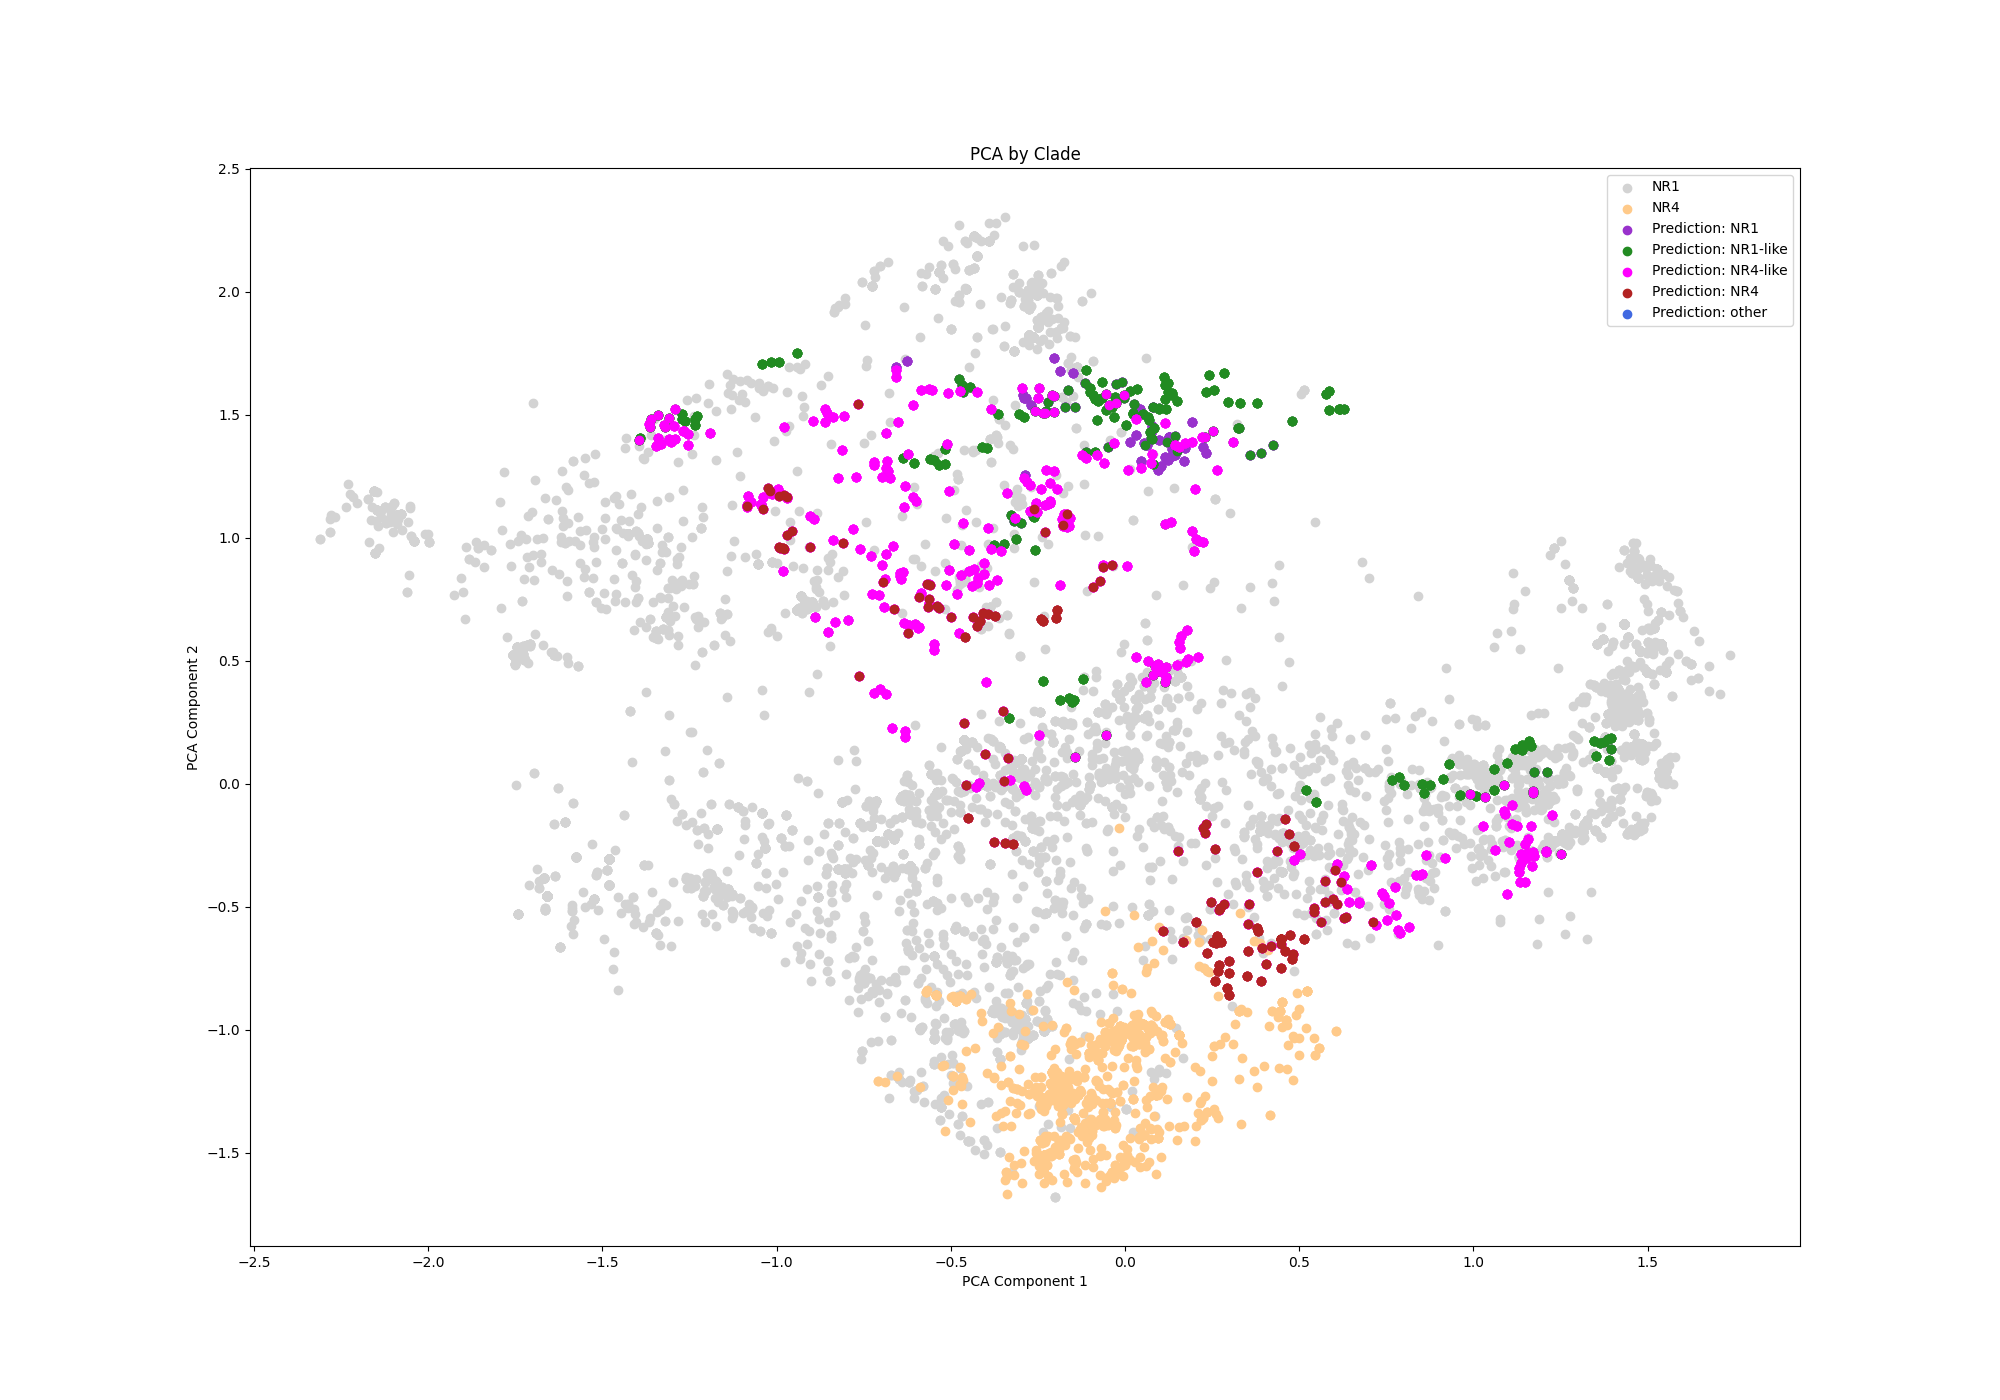 PCA by Clade
2.5
2.0
1.5
1.0
0.5
0.0
−0.5
−1.0
−1.5
PCA Component 2
−2.5
−2.0
−1.5
−1.0
−0.5
0.0
0.5
1.0
1.5
PCA Component 1
NR1
NR4
Prediction: NR1
Prediction: NR1-like
Prediction: NR4-like
Prediction: NR4
Prediction: other